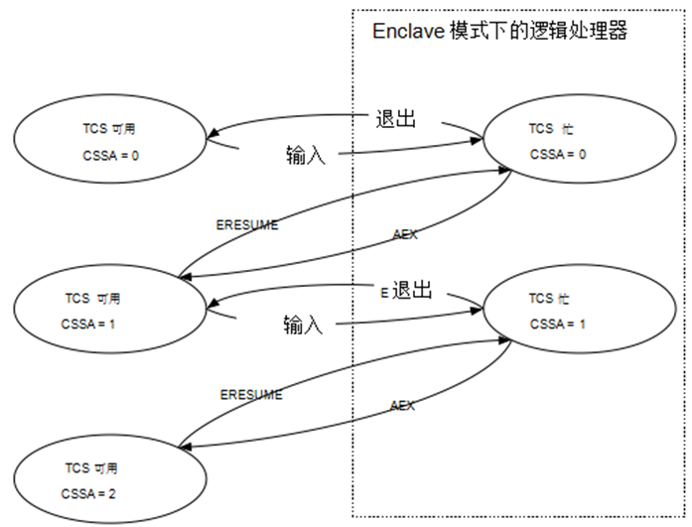 Enclave 模式下的逻辑处理器
退出
TCS 可用
CSSA = 0
TCS 忙
CSSA = 0
输入
ERESUME
AEX
E 退出
TCS 可用
CSSA = 1
TCS 忙
CSSA = 1
输入
ERESUME
AEX
TCS 可用
CSSA = 2